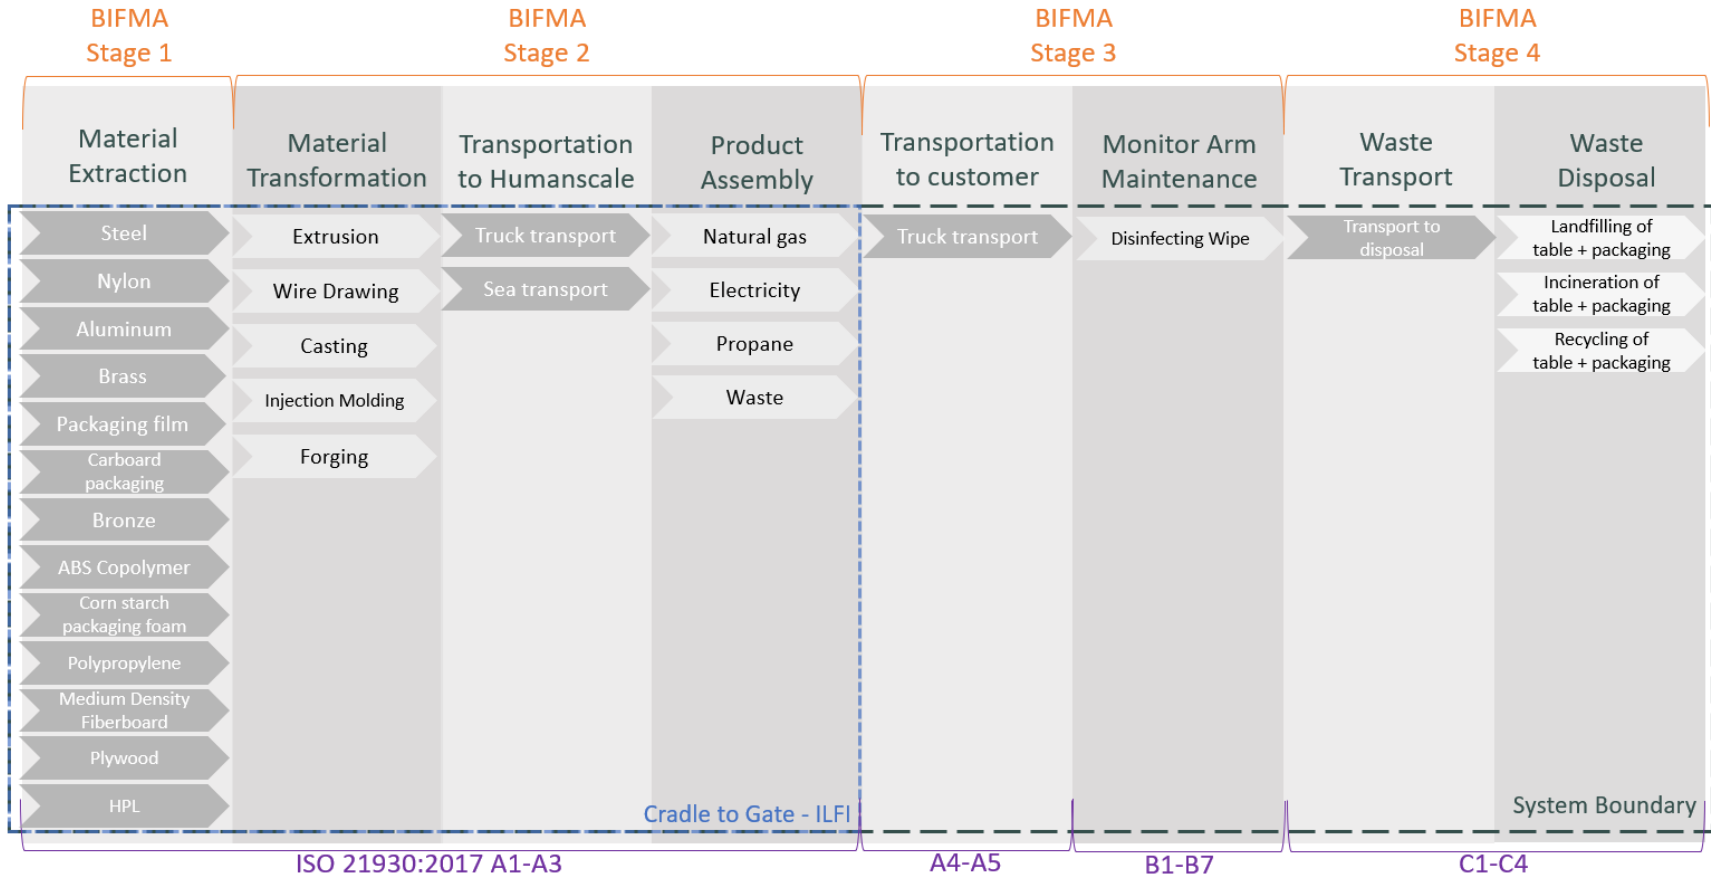 BIFMA
Stage 1
BIFMA
Stage 2
BIFMA
Stage 3
BIFMA
Stage 4
Material
Extraction
Material
Transformation
Transportation
to Humanscale
Product
Assembly
Transportation
to customer
Monitor Arm
Maintenance
Waste
Transport
Waste
Disposal
Steel
Nylon
Aluminum
Brass
Packaging film
Carboard
packaging
Bronze
ABS Copolymer
Corn starch
packaging foam
Polypropylene
Medium Density
Fiberboard
Plywood
HPL
Extrusion
Wire Drawing
Casting
Injection Molding
Forging
Truck transport
Sea transport
Natural gas
Electricity
Propane
Waste
Truck transport
Disinfecting Wipe
Transport to
disposal
Landfilling of
table + packaging
Incineration of
table + packaging
Recycling of
table + packaging
Cradle to Gate - ILFI
System Boundary
ISO 21930:2017 A1-A3
A4-A5
B1-B7
C1-C4